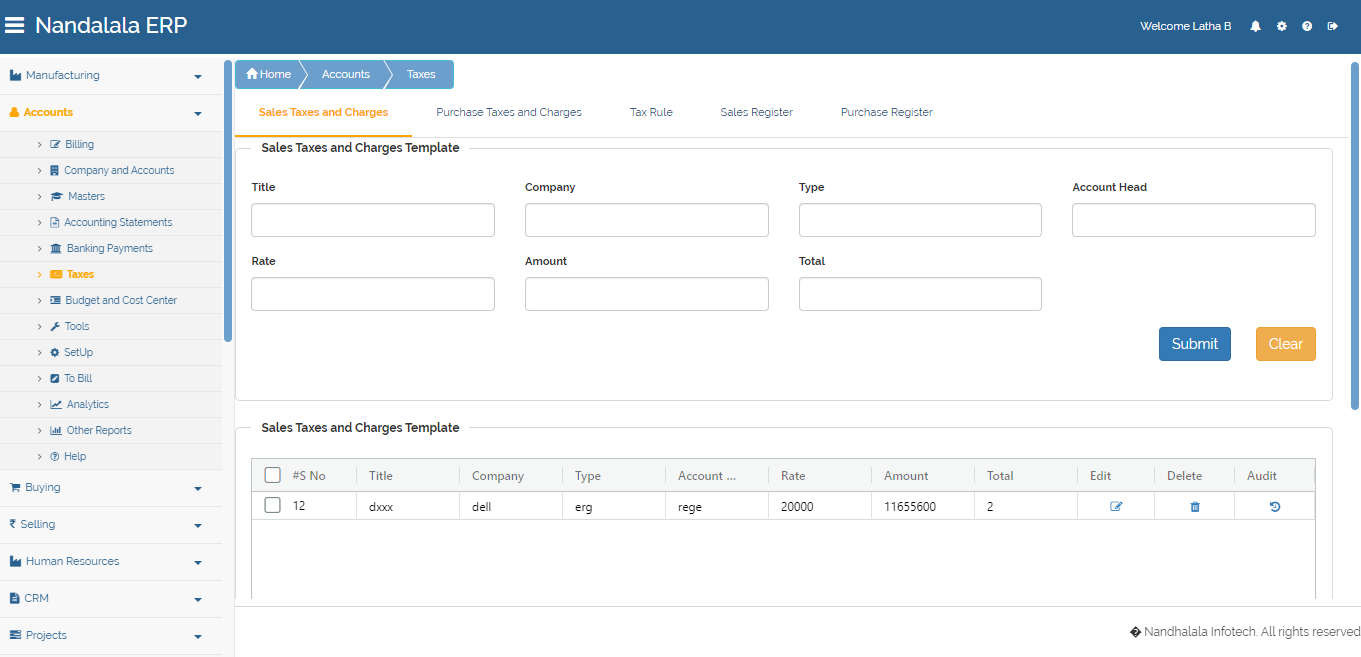 Nandalala ERP
Welcome Latha B
Manufacturing
Accounts
Billing
Company and Accounts
Masters
Accounting Statements
Banking Payments
Taxes
Budget and Cost Center
Tools
SetUp
To Bill
Analytics
Other Reports
Help
Buying
₹ Selling
Human Resources
CRM
Projects
Home Accounts Taxes
Sales Taxes and Charges Purchase Taxes and Charges Tax Rule Sales Register Purchase Register
Sales Taxes and Charges Template
Title Company Type Account Head
Rate Amount Total
Submit Clear
Sales Taxes and Charges Template
#S No Title Company Type Account ... Rate Amount Total Edit Delete Audit
12 dxxx dell erg rege 20000 11655600 2
� Nandhalala Infotech. All rights reserved